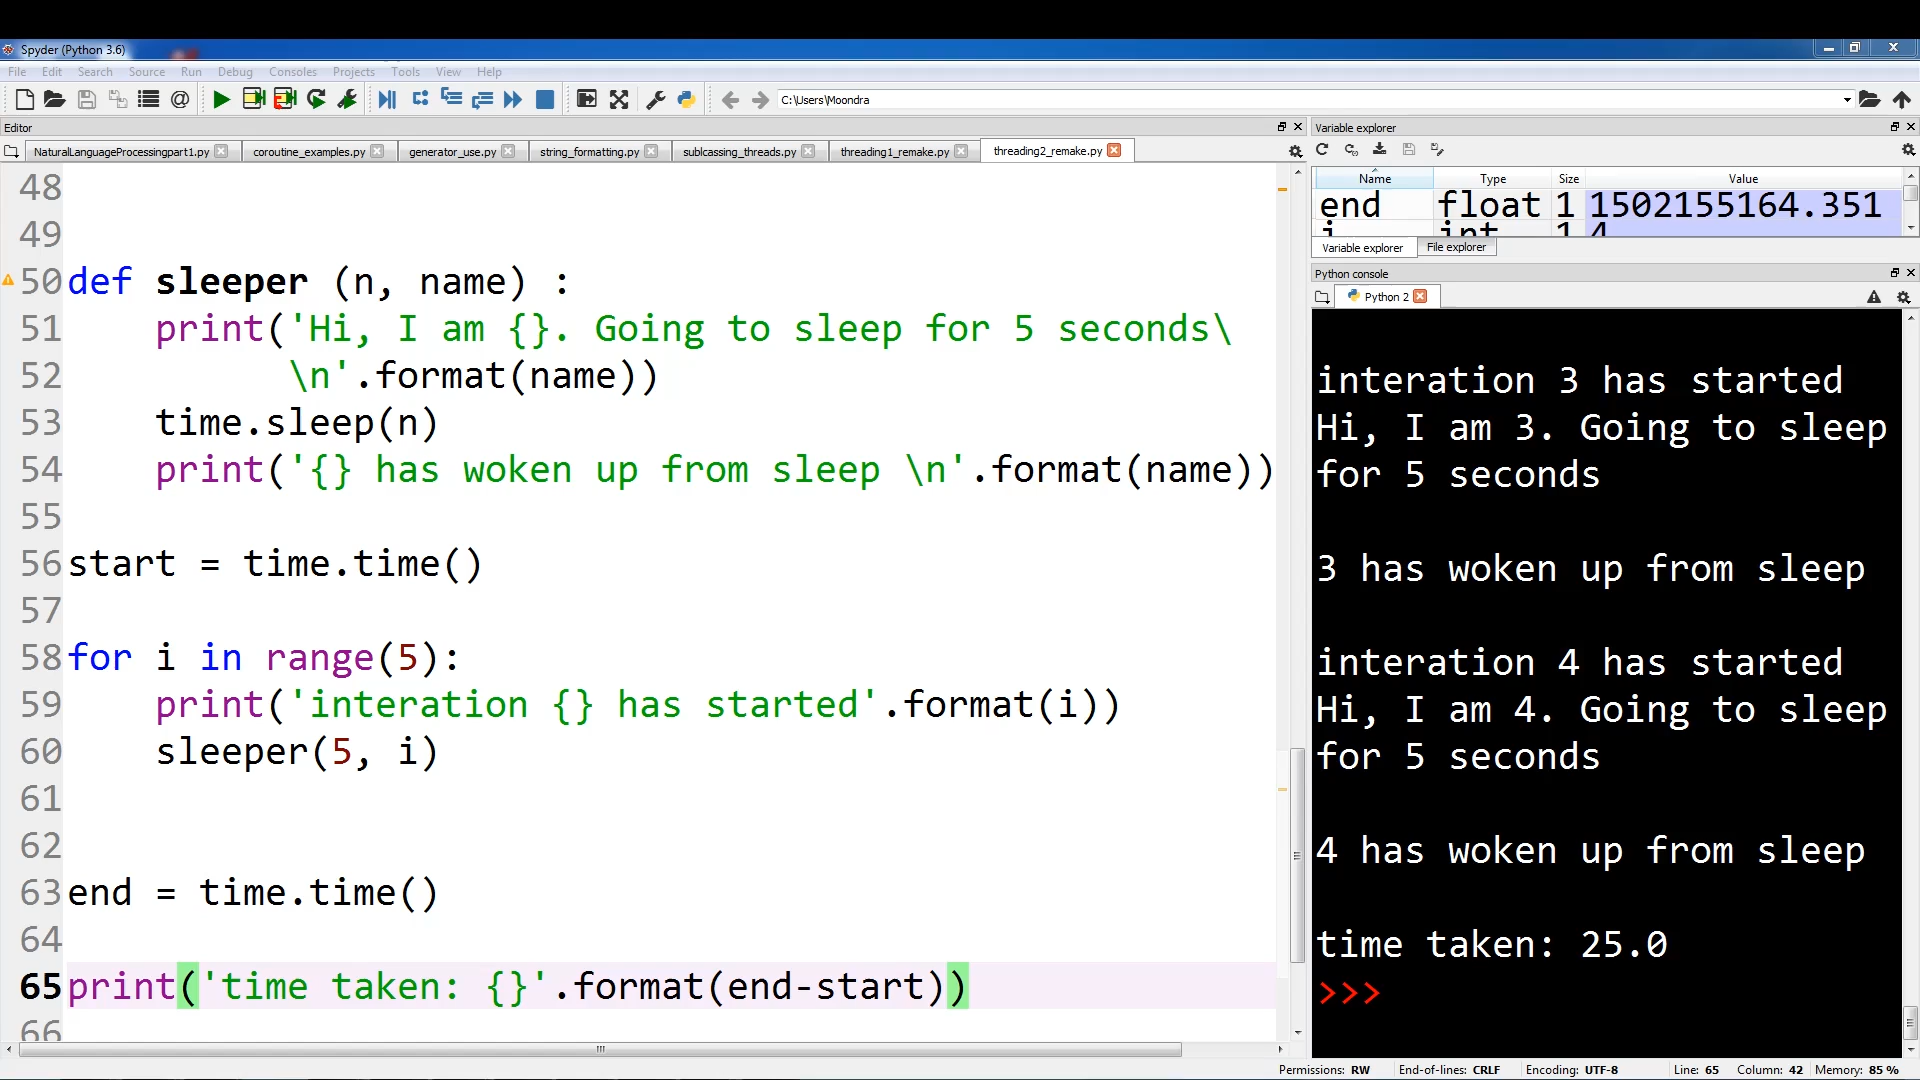 Spyder (Python 3.6)
File Edit Search Source Run Debug Consoles Projects Tools View Help
C:\Users\Moondra
Editor
NaturalLanguageProcessingpart1.py coroutine_examples.py generator_use.py string_formatting.py sublcassing_threads.py threading1_remake.py threading2_remake.py
48
49
50 def sleeper (n, name) :
51 print('Hi, I am {}. Going to sleep for 5 seconds\
52 \n'.format(name))
53 time.sleep(n)
54 print('{} has woken up from sleep \n'.format(name))
55
56 start = time.time()
57
58 for i in range(5):
59 print('interation {} has started'.format(i))
60 sleeper(5, i)
61
62
63 end = time.time()
64
65 print('time taken: {}'.format(end-start))
66
Variable explorer
Name Type Size Value
end float 1 1502155164.351
i int 1 4
Variable explorer File explorer
Python console
Python 2
interation 3 has started
Hi, I am 3. Going to sleep
for 5 seconds
3 has woken up from sleep
interation 4 has started
Hi, I am 4. Going to sleep
for 5 seconds
4 has woken up from sleep
time taken: 25.0
>>>
Permissions: RW End-of-lines: CRLF Encoding: UTF-8 Line: 65 Column: 42 Memory: 85 %